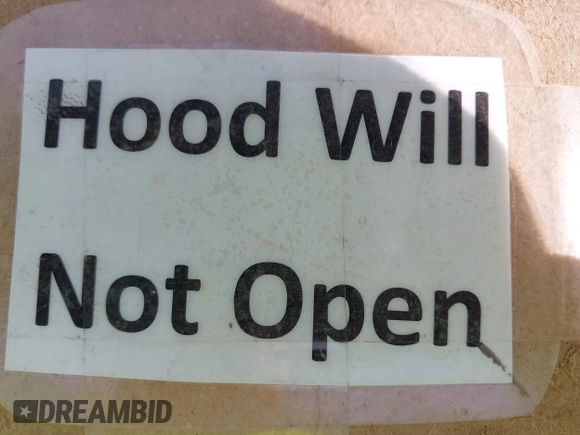 Hood Will
Not Open
DREAMBID